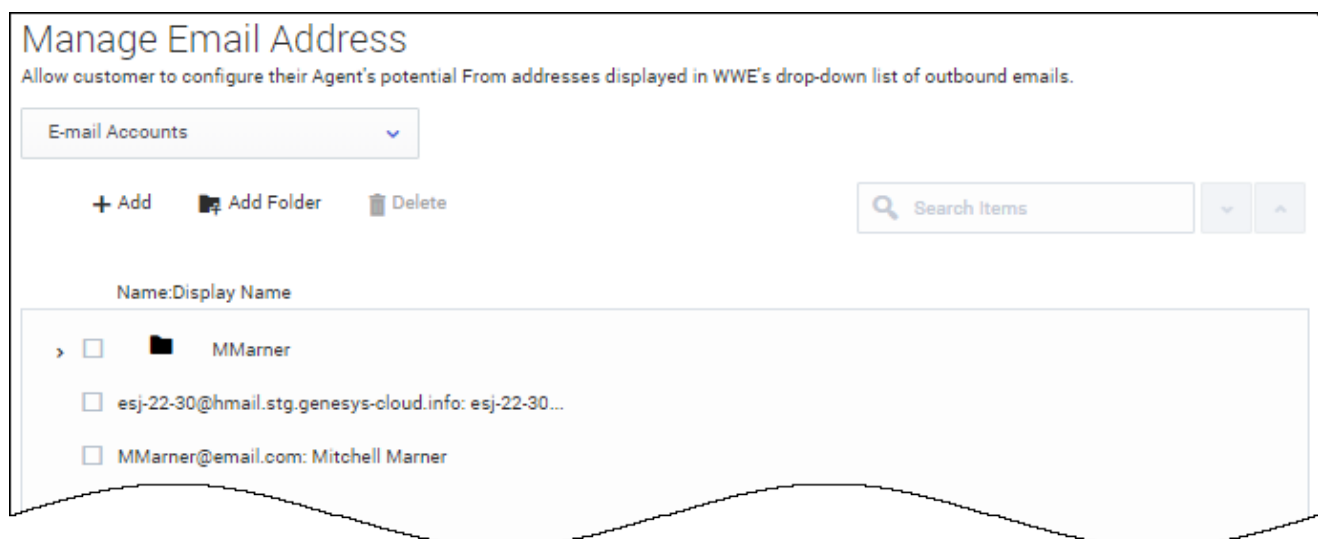 Manage Email Address
Allow customer to configure their Agent's potential From addresses displayed in WWE's drop-down list of outbound emails.
E-mail Accounts
Add Add Folder Delete Search Items
Name:Display Name
MMarner
esj-22-30@hmail.stg.genesys-cloud.info: esj-22-30...
MMarner@email.com: Mitchell Marner